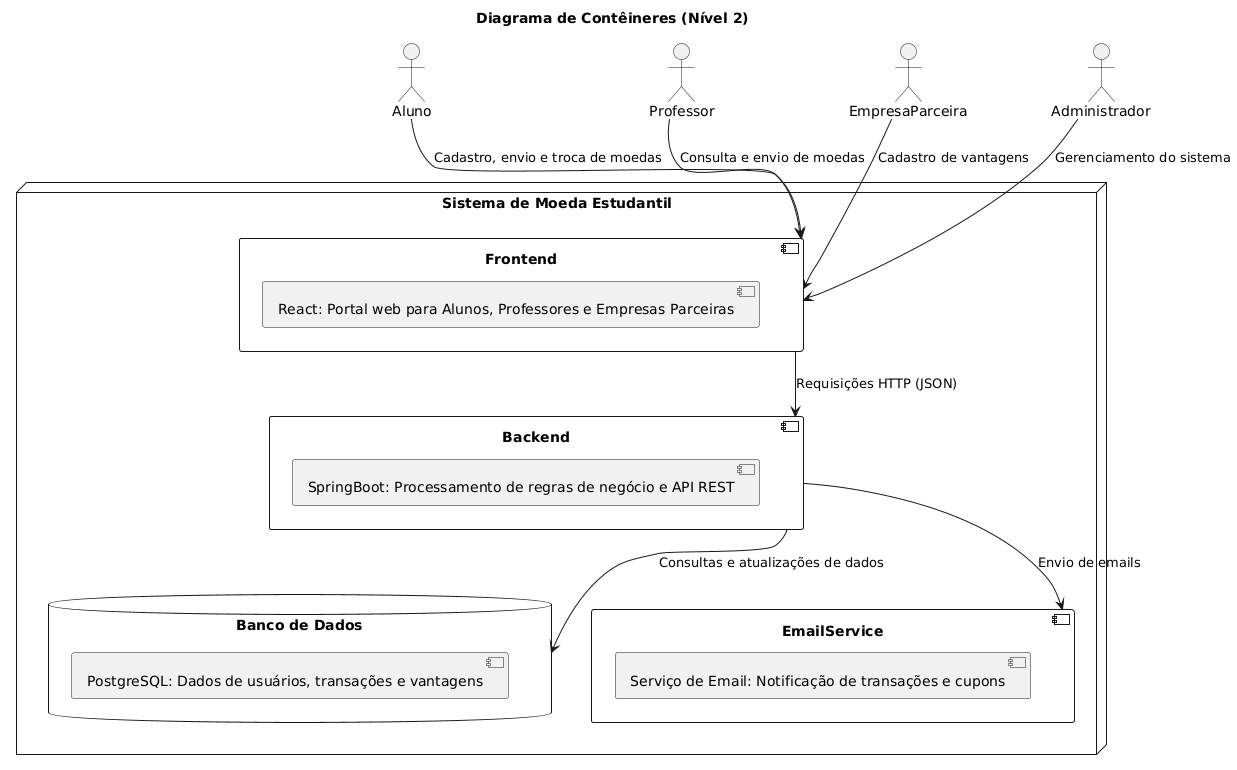 Diagrama de Contêineres (Nível 2)
Aluno
Professor
EmpresaParceira
Administrador
Cadastro, envio e troca de moedas
Consulta e envio de moedas
Cadastro de vantagens
Gerenciamento do sistema
Sistema de Moeda Estudantil
Frontend
React: Portal web para Alunos, Professores e Empresas Parceiras
Requisições HTTP (JSON)
Backend
SpringBoot: Processamento de regras de negócio e API REST
Consultas e atualizações de dados
Envio de emails
Banco de Dados
PostgreSQL: Dados de usuários, transações e vantagens
EmailService
Serviço de Email: Notificação de transações e cupons